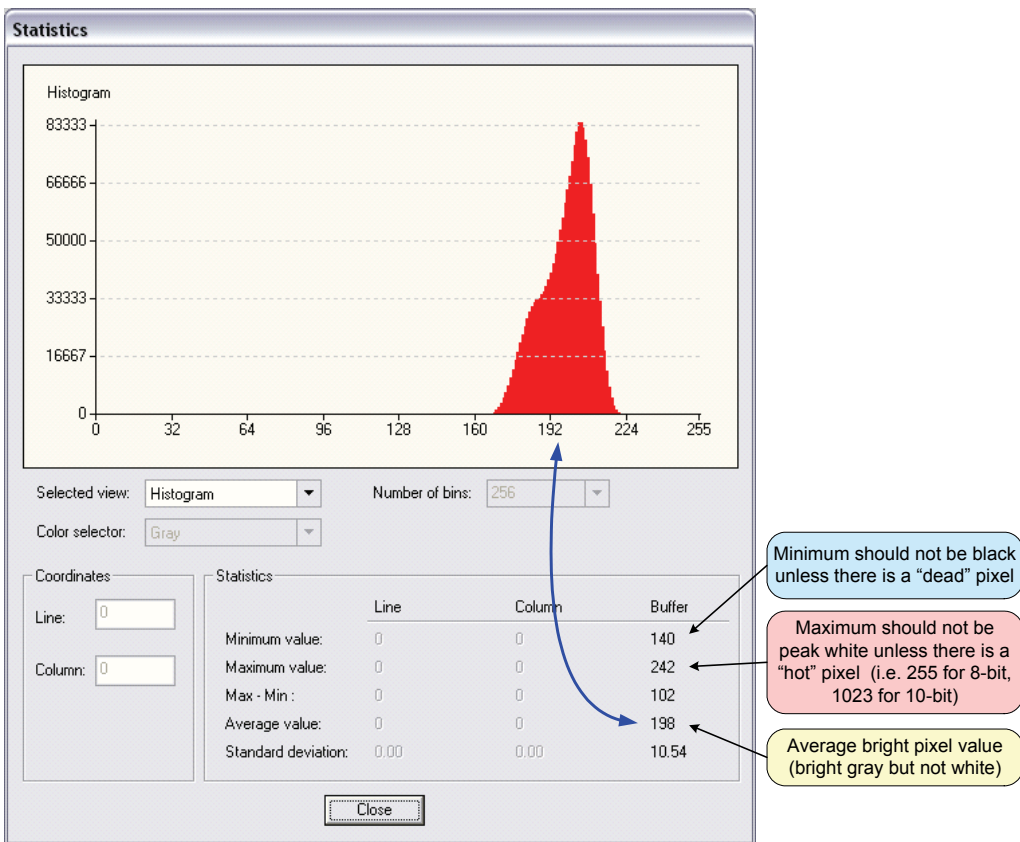 Statistics
Histogram
83333
66666
50000
33333
16667
0
0 32 64 96 128 160 192 224 255
Selected view: Histogram Number of bins: 256
Color selector: Gray
Coordinates
Line: 0
Column: 0
Statistics
Line Column Buffer
Minimum value: 0 0 140
Maximum value: 0 0 242
Max - Min : 0 0 102
Average value: 0 0 198
Standard deviation: 0.00 0.00 10.54
Close
Minimum should not be black
unless there is a “dead” pixel
Maximum should not be
peak white unless there is a
“hot” pixel (i.e. 255 for 8-bit,
1023 for 10-bit)
Average bright pixel value
(bright gray but not white)